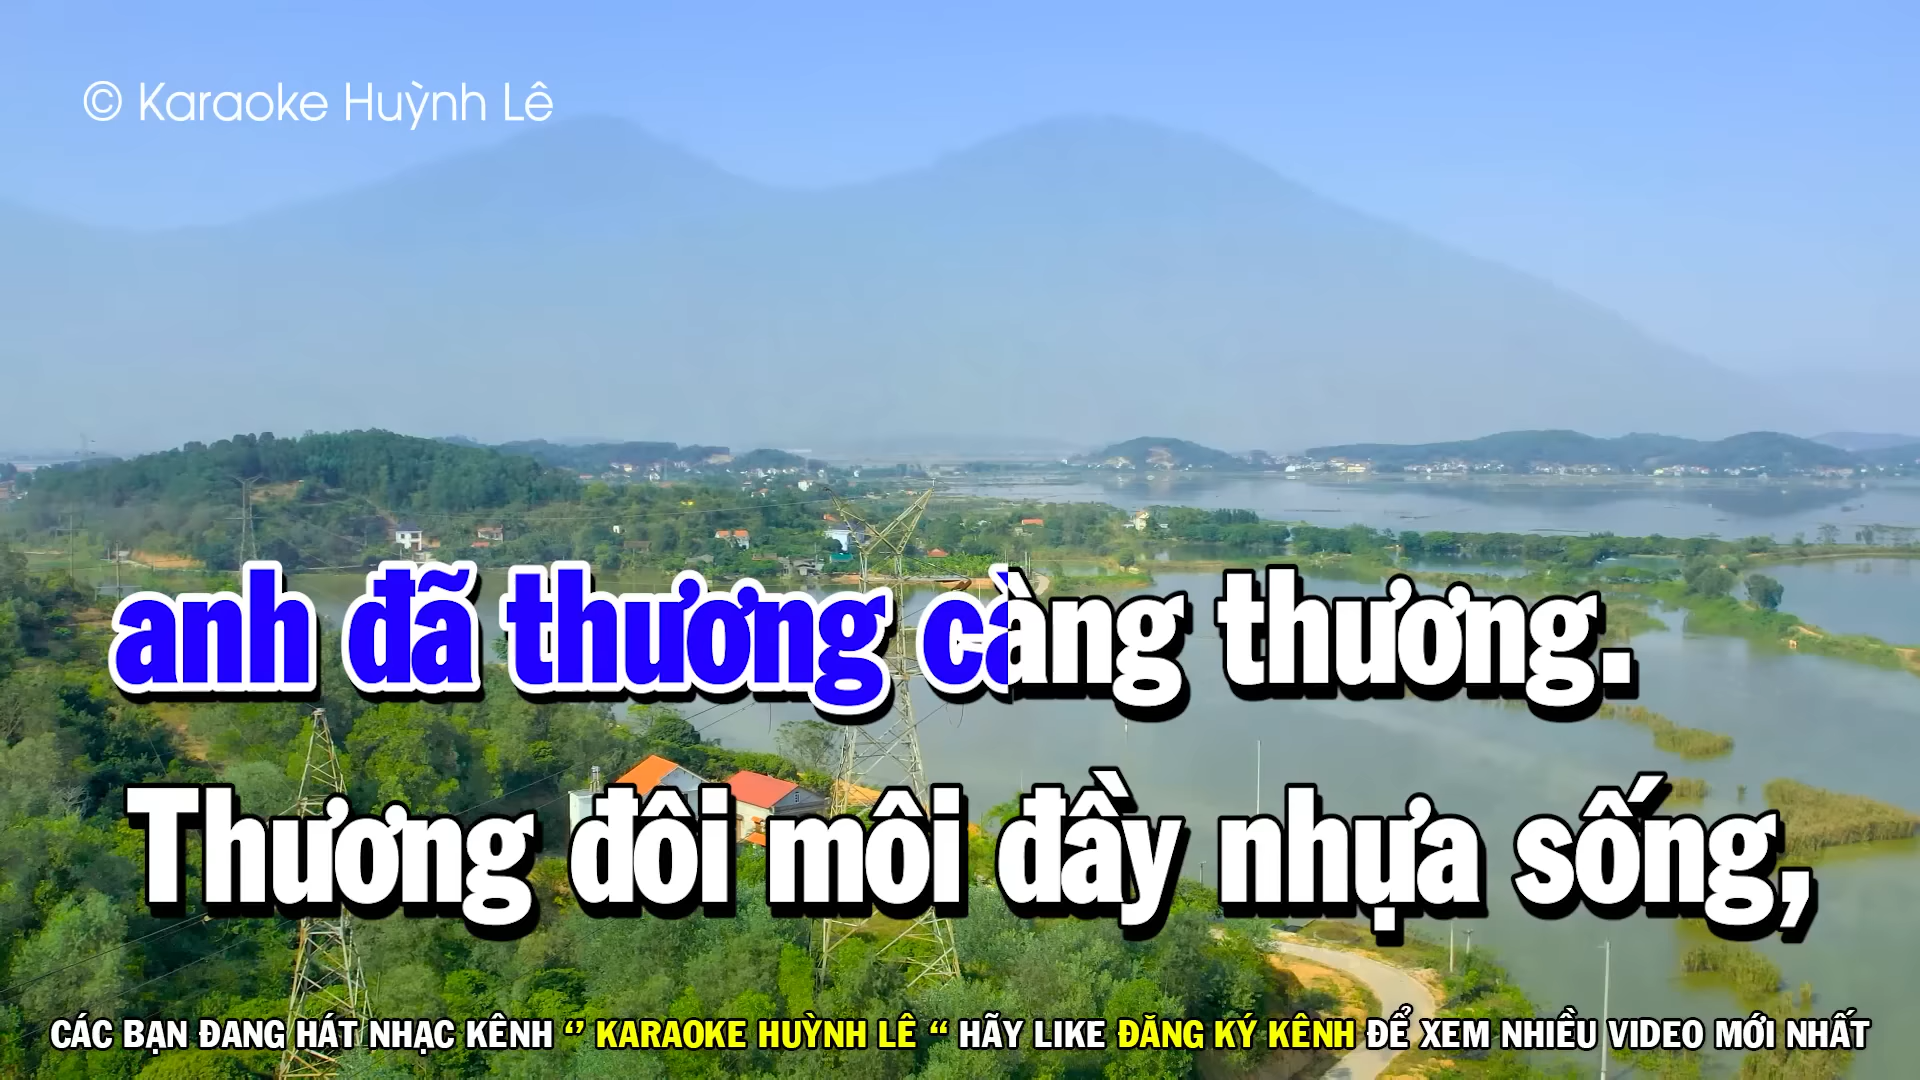 © Karaoke Huỳnh Lê
anh đã thương càng thương.
Thương đôi môi đầy nhựa sống,
CÁC BẠN ĐANG HÁT NHẠC KÊNH “ KARAOKE HUỲNH LÊ “ HÃY LIKE ĐĂNG KÝ KÊNH ĐỂ XEM NHIỀU VIDEO MỚI NHẤT